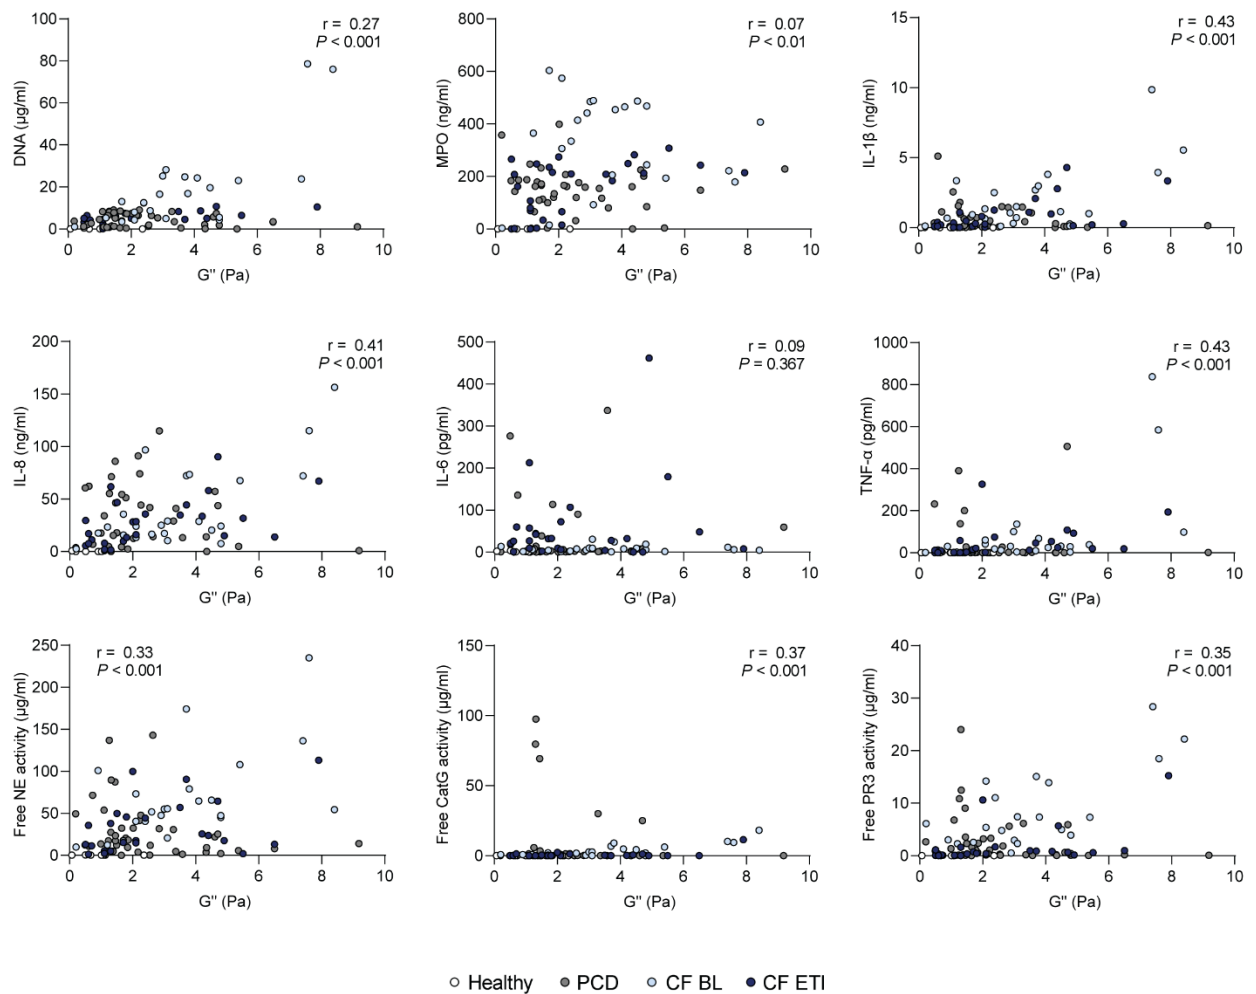 r = 0.27
P < 0.001
100
80
60
40
20
0
DNA (µg/ml)
0 2 4 6 8 10
G" (Pa)
r = 0.07
P < 0.01
800
600
400
200
0
MPO (ng/ml)
0 2 4 6 8 10
G" (Pa)
r = 0.43
P < 0.001
15
10
5
0
IL-1β (ng/ml)
0 2 4 6 8 10
G" (Pa)
r = 0.41
P < 0.001
200
150
100
50
0
IL-8 (ng/ml)
0 2 4 6 8 10
G" (Pa)
r = 0.09
P = 0.367
500
400
300
200
100
0
IL-6 (pg/ml)
0 2 4 6 8 10
G" (Pa)
r = 0.43
P < 0.001
1000
800
600
400
200
0
TNF-α (pg/ml)
0 2 4 6 8 10
G" (Pa)
r = 0.33
P < 0.001
250
200
150
100
50
0
Free NE activity (µg/ml)
0 2 4 6 8 10
G" (Pa)
r = 0.37
P < 0.001
150
100
50
0
Free CatG activity (µg/ml)
0 2 4 6 8 10
G" (Pa)
r = 0.35
P < 0.001
40
30
20
10
0
Free PR3 activity (µg/ml)
0 2 4 6 8 10
G" (Pa)
Healthy PCD CF BL CF ETI